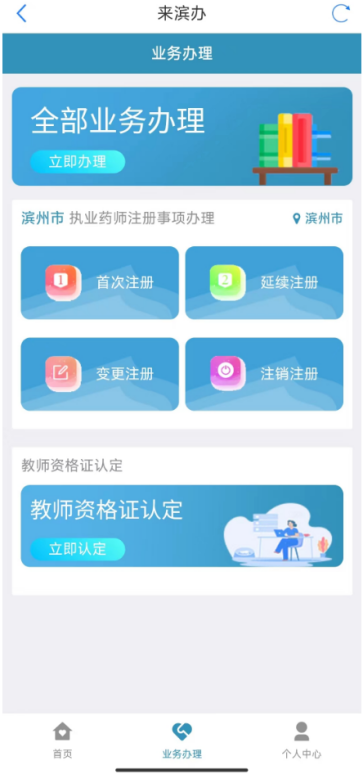 来滨办
业务办理
全部业务办理
立即办理
滨州市 执业药师注册事项办理 滨州市
1 首次注册
延续注册
变更注册
注销注册
教师资格证认定
教师资格证认定
立即认定
首页
业务办理
个人中心